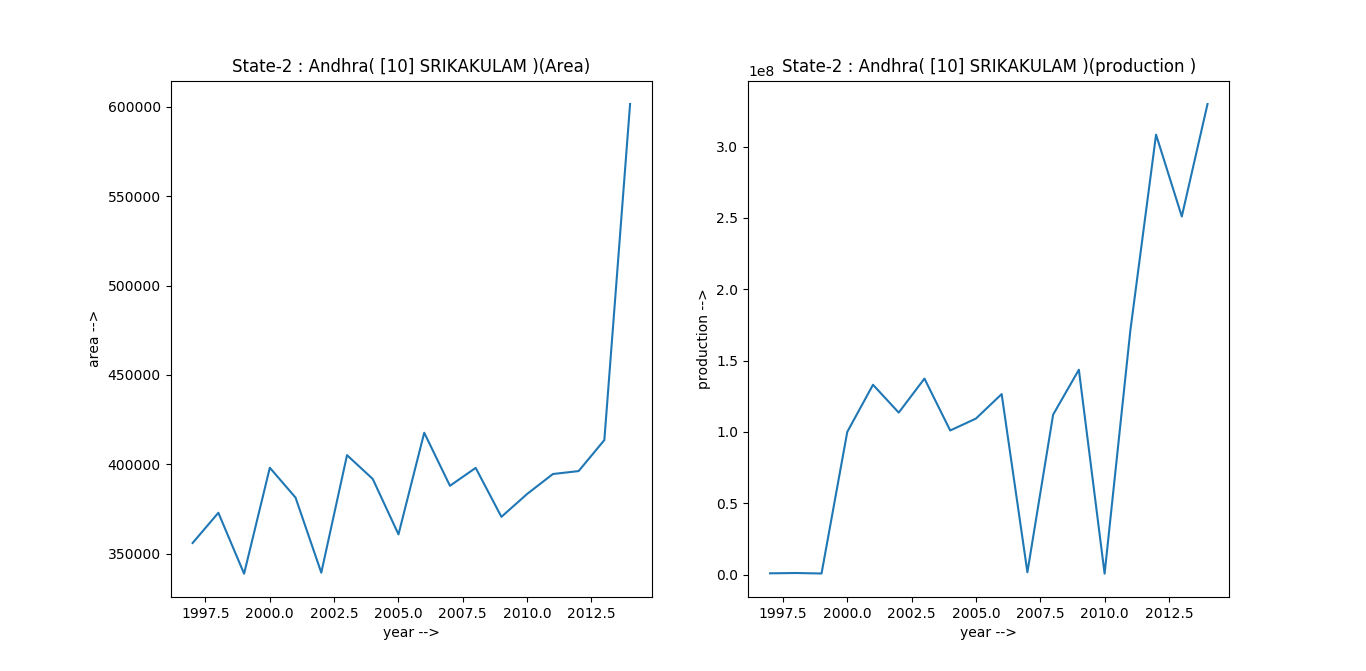 State-2 : Andhra( [10] SRIKAKULAM )(Area)
600000
550000
500000
450000
400000
350000
area -->
1997.5 2000.0 2002.5 2005.0 2007.5 2010.0 2012.5
year -->
1e8 State-2 : Andhra( [10] SRIKAKULAM )(production )
3.0
2.5
2.0
1.5
1.0
0.5
0.0
production -->
1997.5 2000.0 2002.5 2005.0 2007.5 2010.0 2012.5
year -->